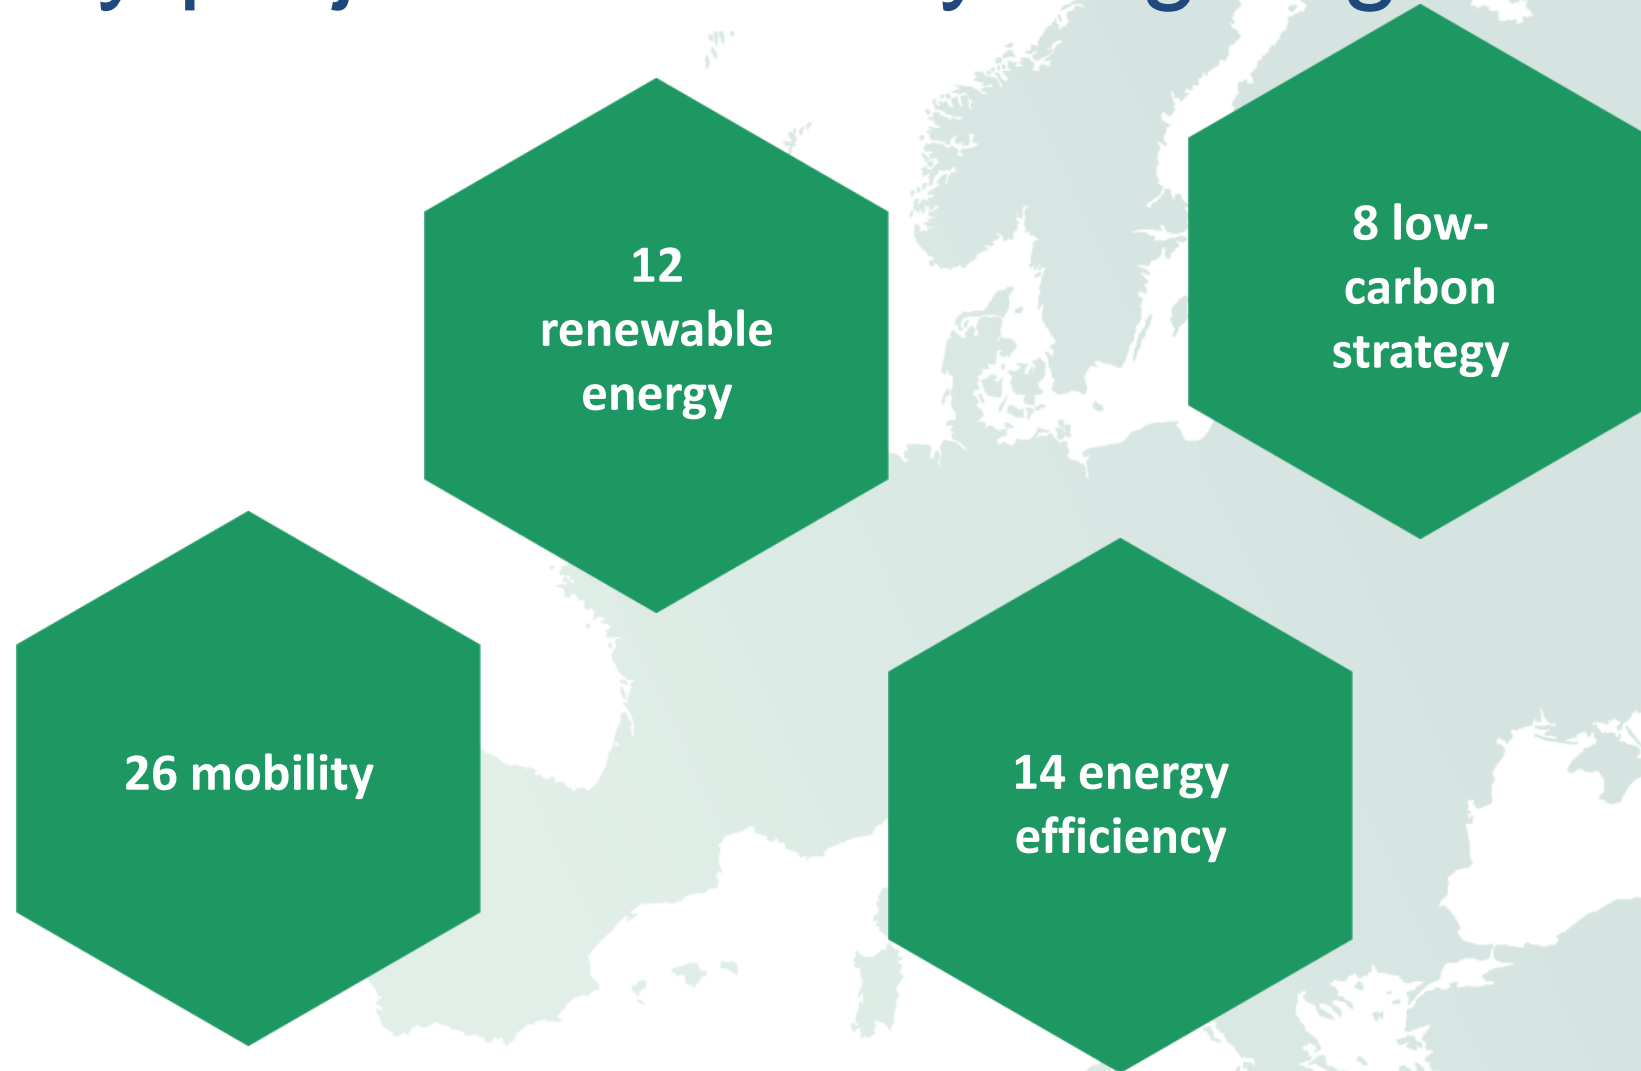 12
renewable
energy
8 low-
carbon
strategy
26 mobility
14 energy
efficiency